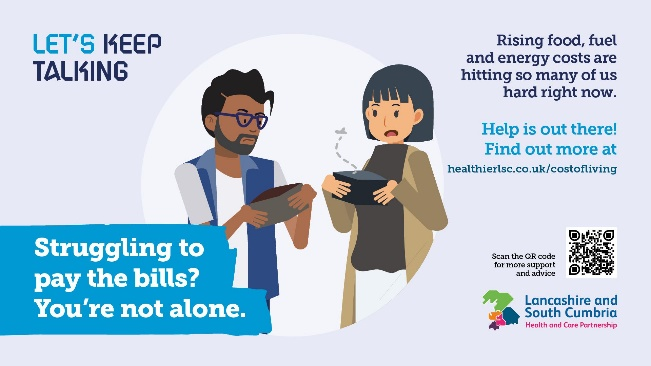 LET'S KEEP
TALKING
Rising food, fuel
and energy costs are
hitting so many of us
hard right now.
Help is out there!
Find out more at
healthierlsc.co.uk/costofliving
Struggling to
pay the bills?
You're not alone.
Scan the QR code
for more support
and advice
Lancashire and
South Cumbria
Health and Care Partnership